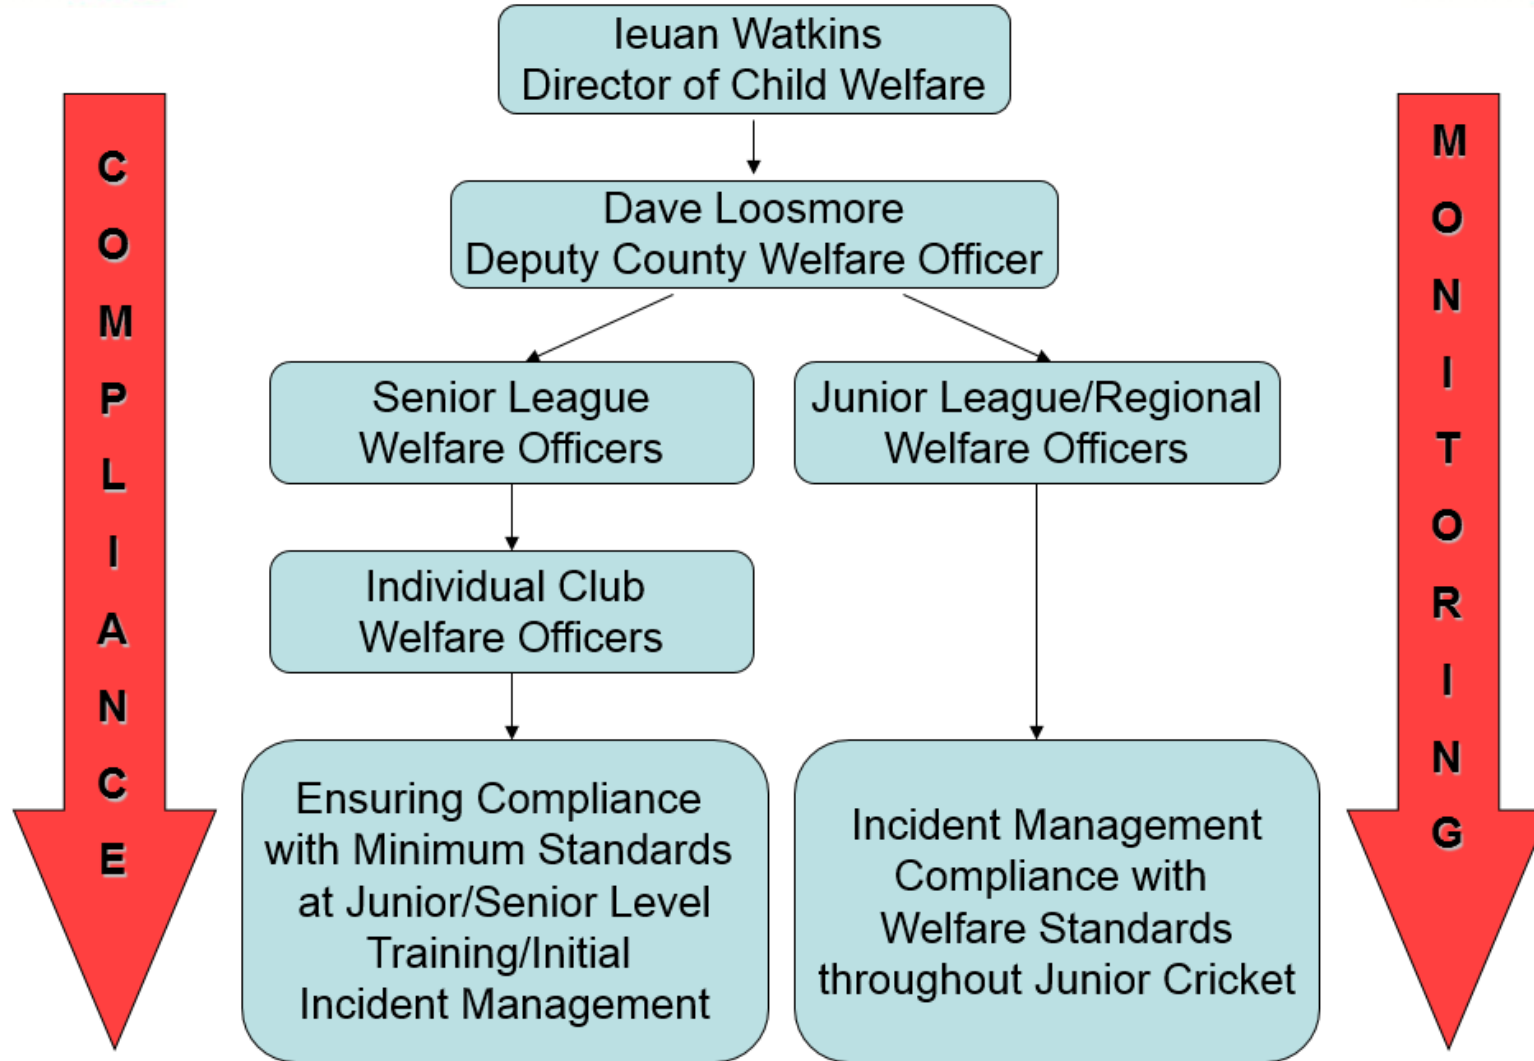 Ieuan Watkins
Director of Child Welfare
Dave Loosmore
Deputy County Welfare Officer
Senior League
Welfare Officers
Junior League/Regional
Welfare Officers
Individual Club
Welfare Officers
Ensuring Compliance
with Minimum Standards
at Junior/Senior Level
Training/Initial
Incident Management
Incident Management
Compliance with
Welfare Standards
throughout Junior Cricket
COMPLIANCE
MONITORING